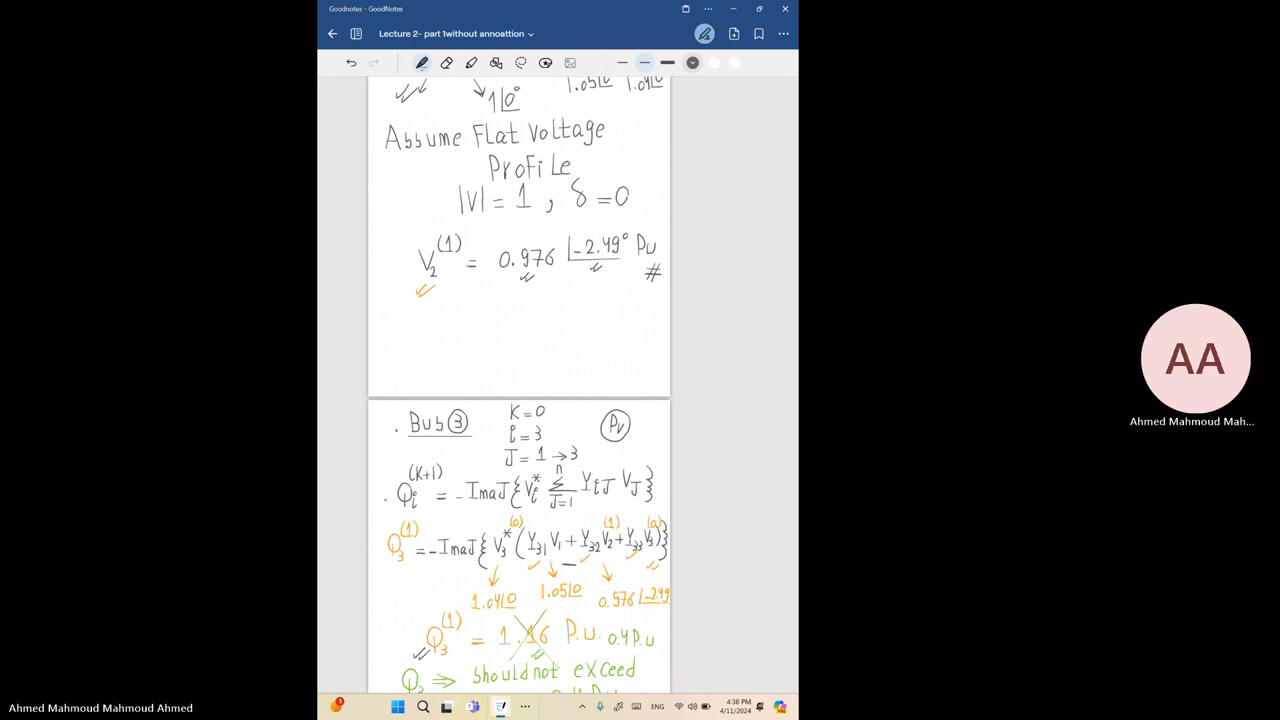 Goodnotes - GoodNotes
Lecture 2- part 1without annoattion
1.05∠0 1.04∠0
1∠0°
Assume Flat Voltage
Profile
|V| = 1 , δ = 0
V₂⁽¹⁾ = 0.976 ∠-2.49° Pu
#
. Bus ③ K = 0 PV
i = 3
J = 1 → 3
. Qᵢ⁽ᴷ⁺¹⁾ = - Imag{Vᵢ* Σⁿ_J=1 Y_iJ V_J}
Q₃⁽¹⁾ = - Imag{V₃*⁽⁰⁾ (Y₃₁ V₁ + Y₃₂ V₂⁽¹⁾ + Y₃₃ V₃⁽⁰⁾)}
1.04∠0 1.05∠0 0.976 ∠-2.49
Q₃⁽¹⁾ = 1.16 P.u. 0.4 P.u
Q₃ ⇒ Should not exceed
AA
Ahmed Mahmoud Mah...
Ahmed Mahmoud Mahmoud Ahmed
1
ENG
4:38 PM
4/11/2024